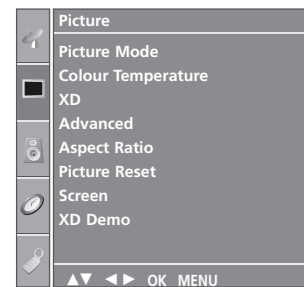 Picture
Picture Mode
Colour Temperature
XD
Advanced
Aspect Ratio
Picture Reset
Screen
XD Demo
▲▼ ◄► OK MENU